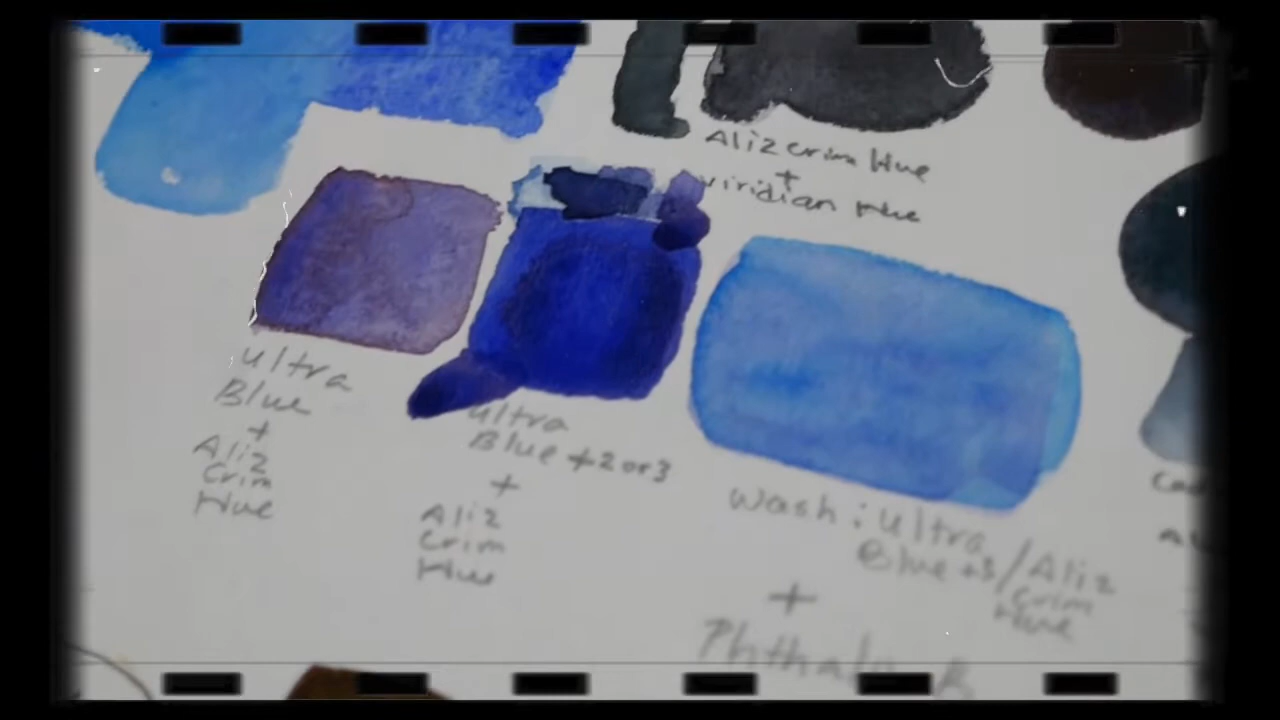 Aliz crim Hue
+
viridian Hue
Ultra
Blue
+
Aliz
Crim
Hue
ultra
Blue + 2 or 3
+
Aliz
Crim
Hue
Wash: Ultra
Blue +3/Aliz
Crim
Hue
+